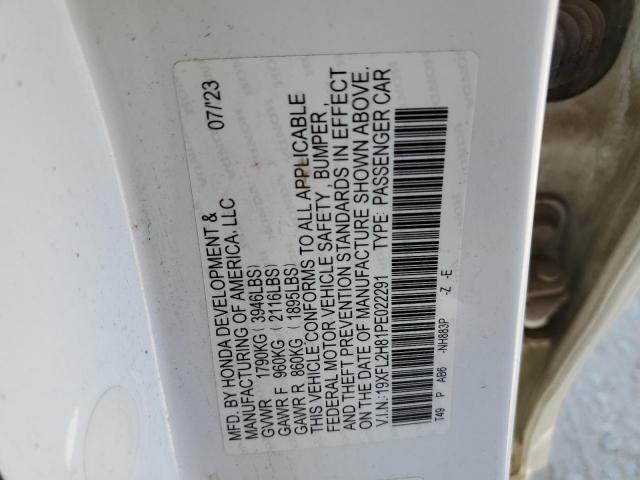 MFD. BY HONDA DEVELOPMENT &
MANUFACTURING OF AMERICA, LLC 07/'23
GVWR 1790KG ( 3946LBS)
GAWR F 960KG ( 2116LBS)
GAWR R 860KG ( 1895LBS)
THIS VEHICLE CONFORMS TO ALL APPLICABLE
FEDERAL MOTOR VEHICLE SAFETY , BUMPER ,
AND THEFT PREVENTION STANDARDS IN EFFECT
ON THE DATE OF MANUFACTURE SHOWN ABOVE.
V.I.N.:19XFL2H81PE022291 TYPE: PASSENGER CAR
T49 P AB6 -NH883P -Z -E